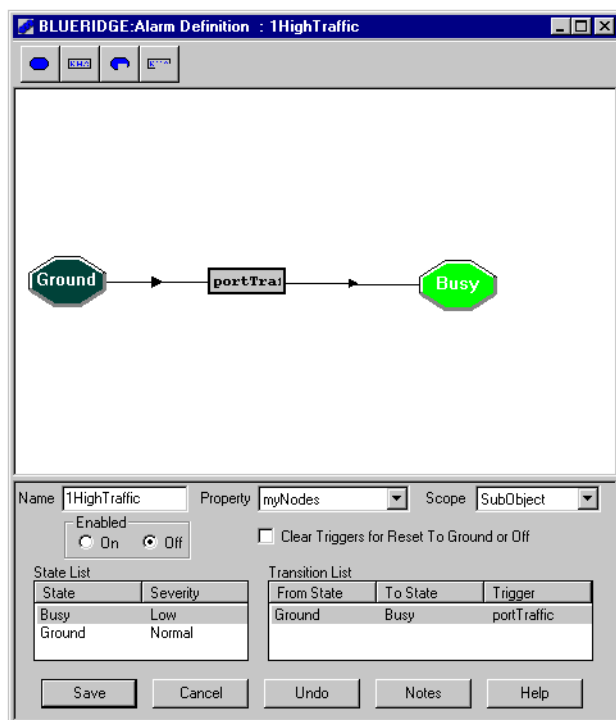 BLUERIDGE:Alarm Definition : 1HighTraffic
Ground portTraf Busy
Name 1HighTraffic Property myNodes Scope SubObject
Enabled
On Off Clear Triggers for Reset To Ground or Off
State List Transition List
State Severity From State To State Trigger
Busy Low Ground Busy portTraffic
Ground Normal
Save Cancel Undo Notes Help